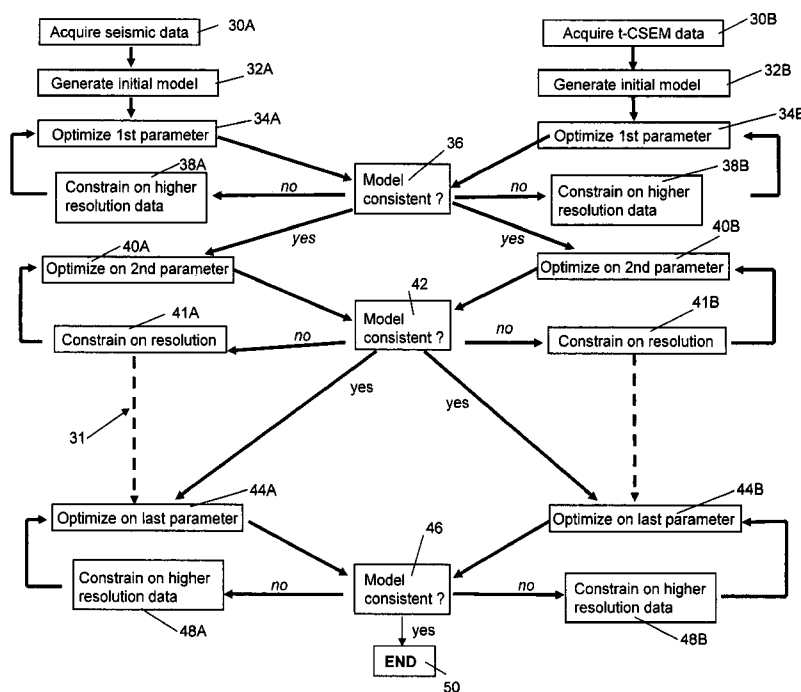 Acquire seismic data
30A
Acquire t-CSEM data
30B
Generate initial model
32A
Generate initial model
32B
Optimize 1st parameter
34A
Optimize 1st parameter
34B
36
Model
consistent ?
38A
Constrain on higher
resolution data
no
no
38B
Constrain on higher
resolution data
yes
yes
40A
Optimize on 2nd parameter
40B
Optimize on 2nd parameter
42
Model
consistent ?
41A
Constrain on resolution
no
no
41B
Constrain on resolution
yes
yes
31
44A
Optimize on last parameter
44B
Optimize on last parameter
46
Model
consistent ?
no
no
Constrain on higher
resolution data
48A
Constrain on higher
resolution data
48B
yes
END
50